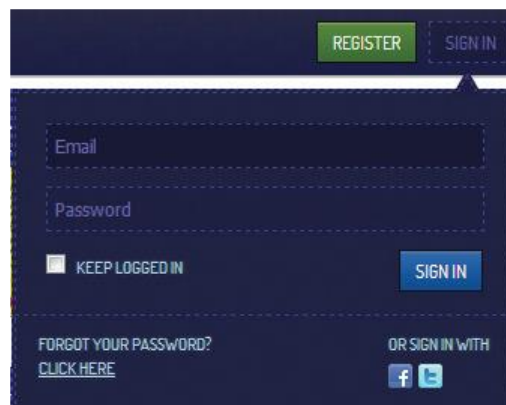 REGISTER SIGN IN
Email
Password
KEEP LOGGED IN SIGN IN
FORGOT YOUR PASSWORD? OR SIGN IN WITH
CLICK HERE